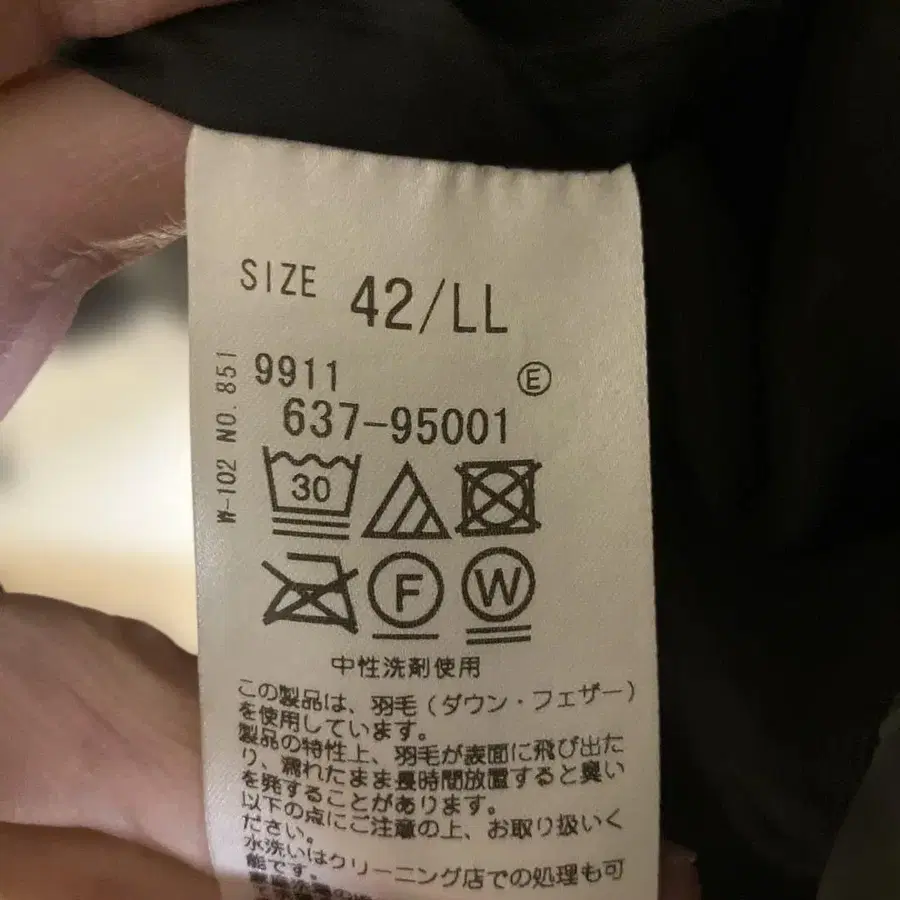 SIZE 42/LL
W-102 NO. 851
9911
E
637-95001
30
F
W
中性洗剤使用
この製品は、羽毛（ダウン・フェザー）
を使用しています。
製品の特性上、羽毛が表面に飛び出た
り、濡れたまま長時間放置すると臭い
を発することがあります。
以下の点にご注意の上、お取り扱いく
ださい。
水洗いはクリーニング店での処理も可
能です。